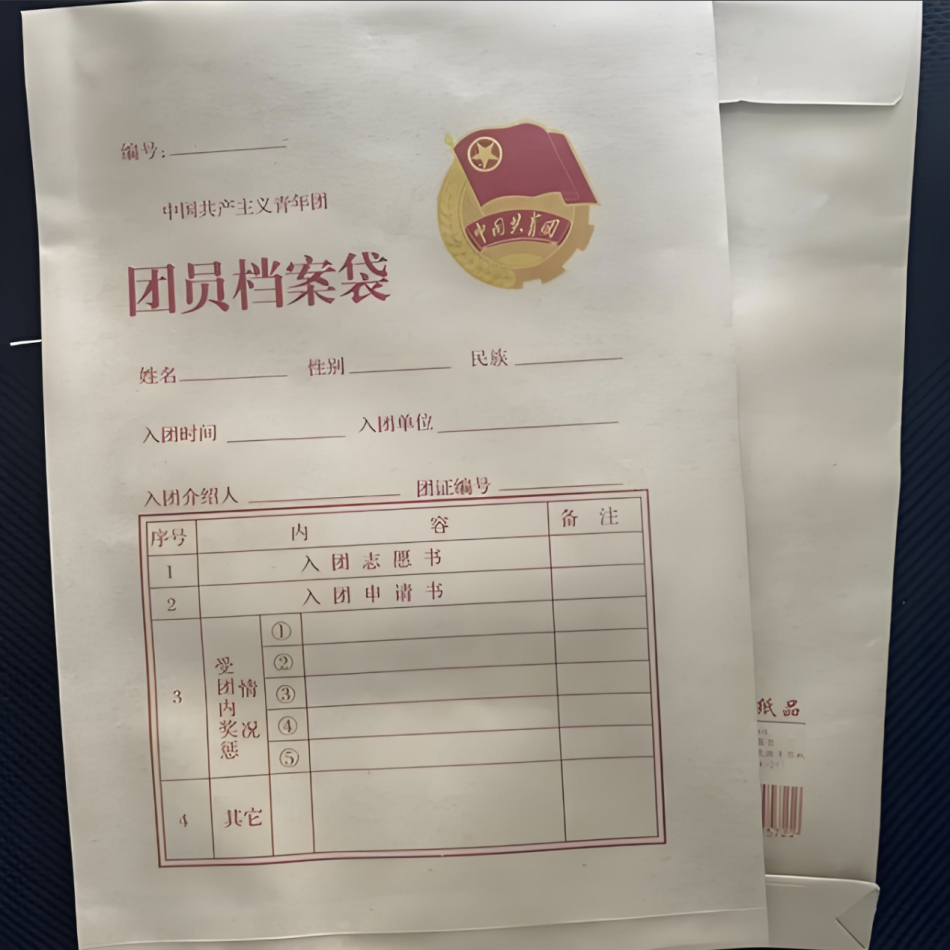 编号:
中国共产主义青年团
中国共青团
团员档案袋
姓名 性别 民族
入团时间 入团单位
入团介绍人 团证编号
序号 内 容 备 注
1 入 团 志 愿 书
2 入 团 申 请 书
3 受团内奖惩情况 ①
②
③
④
⑤
4 其它
纸品